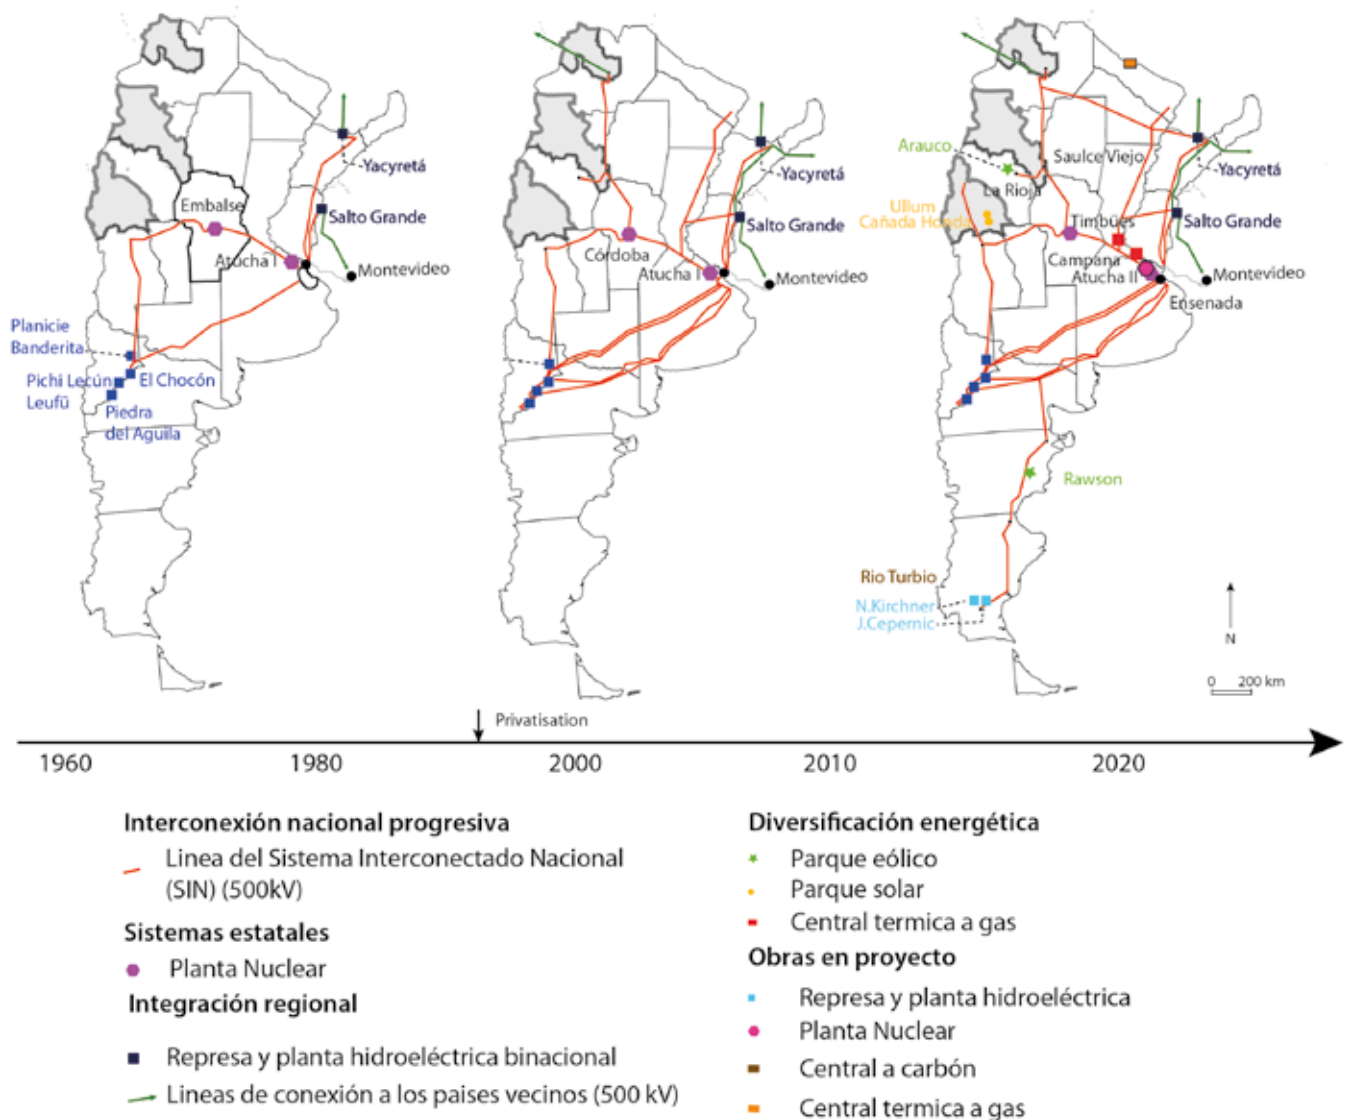 Embalse
Atucha I
Yacyretá
Salto Grande
Montevideo
Planicie
Banderita
Pichi Lecún
Leufū
El Chocón
Piedra
del Aguila
Yacyretá
Salto Grande
Córdoba
Atucha I
Montevideo
Arauco
Saulce Viejo
La Rioja
Yacyretá
Ullum
Cañada Honda
Timbúes
Salto Grande
Campana
Atucha II
Montevideo
Ensenada
Rawson
Rio Turbio
N.Kirchner
J.Cepernic
N
0 200 km
Privatisation
1960 1980 2000 2010 2020
Interconexión nacional progresiva
Linea del Sistema Interconectado Nacional
(SIN) (500kV)
Sistemas estatales
Planta Nuclear
Integración regional
Represa y planta hidroeléctrica binacional
Lineas de conexión a los paises vecinos (500 kV)
Diversificación energética
Parque eólico
Parque solar
Central termica a gas
Obras en proyecto
Represa y planta hidroeléctrica
Planta Nuclear
Central a carbón
Central termica a gas